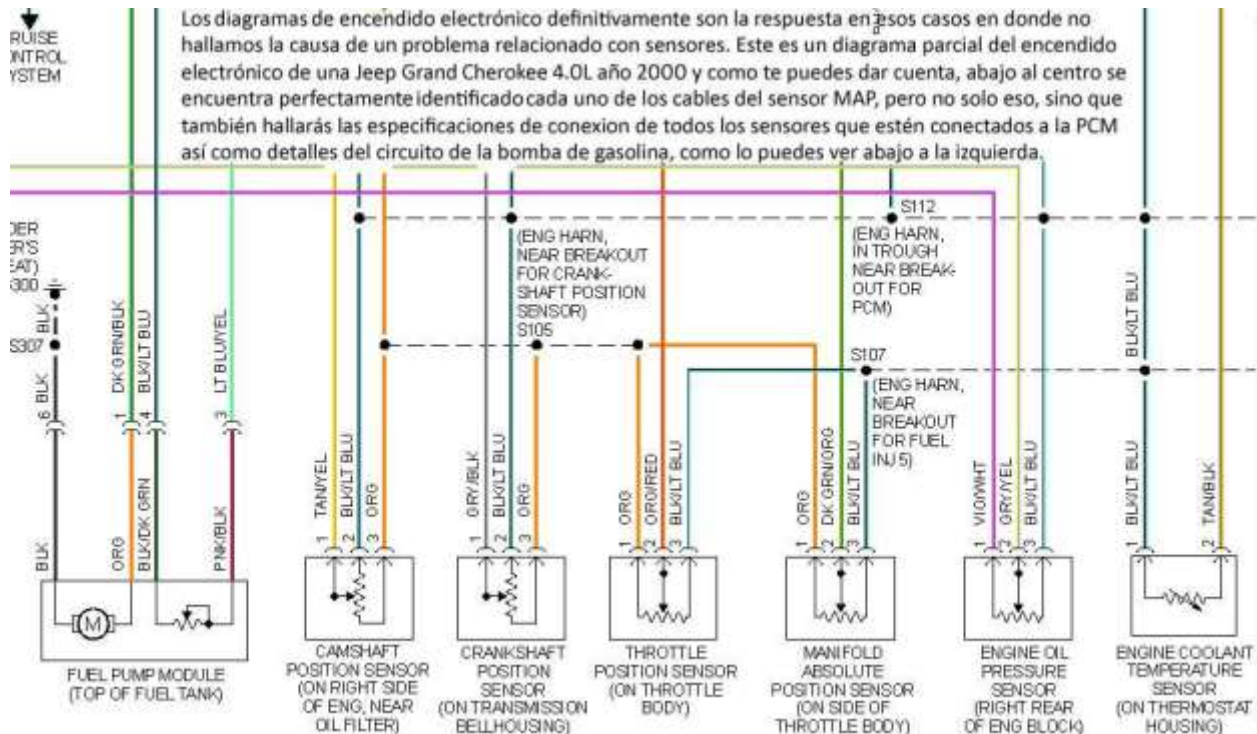 RUISE
ONTROL
YSTEM
Los diagramas de encendido electrónico definitivamente son la respuesta en esos casos en donde no
hallamos la causa de un problema relacionado con sensores. Este es un diagrama parcial del encendido
electrónico de una Jeep Grand Cherokee 4.0L año 2000 y como te puedes dar cuenta, abajo al centro se
encuentra perfectamente identificado cada uno de los cables del sensor MAP, pero no solo eso, sino que
también hallarás las especificaciones de conexion de todos los sensores que estén conectados a la PCM
así como detalles del circuito de la bomba de gasolina, como lo puedes ver abajo a la izquierda.
DER
ER'S
EAT)
G300
S307
BLK
6 BLK
1 DK GRN/BLK
4 BLK/LT BLU
3 LT BLU/YEL
BLK
ORG
BLK/DK GRN
PNK/BLK
M
FUEL PUMP MODULE
(TOP OF FUEL TANK)
(ENG HARN,
NEAR BREAKOUT
FOR CRANK-
SHAFT POSITION
SENSOR)
S105
S112
(ENG HARN,
IN TROUGH
NEAR BREAK-
OUT FOR
PCM)
S107
(ENG HARN,
NEAR
BREAKOUT
FOR FUEL
INJ 5)
BLK/LT BLU
1 TAN/YEL
2 BLK/LT BLU
3 ORG
CAMSHAFT
POSITION SENSOR
(ON RIGHT SIDE
OF ENG, NEAR
OIL FILTER)
1 GRY/BLK
2 BLK/LT BLU
3 ORG
CRANKSHAFT
POSITION
SENSOR
(ON TRANSMISSION
BELLHOUSING)
1 ORG
2 ORG/RED
3 BLK/LT BLU
THROTTLE
POSITION SENSOR
(ON THROTTLE
BODY)
1 ORG
2 DK GRN/ORG
3 BLK/LT BLU
MANIFOLD
ABSOLUTE
POSITION SENSOR
(ON SIDE OF
THROTTLE BODY)
1 VIO/WHT
2 GRY/YEL
3 BLK/LT BLU
ENGINE OIL
PRESSURE
SENSOR
(RIGHT REAR
OF ENG BLOCK)
1 BLK/LT BLU
2 TAN/BLK
ENGINE COOLANT
TEMPERATURE
SENSOR
(ON THERMOSTAT
HOUSING)